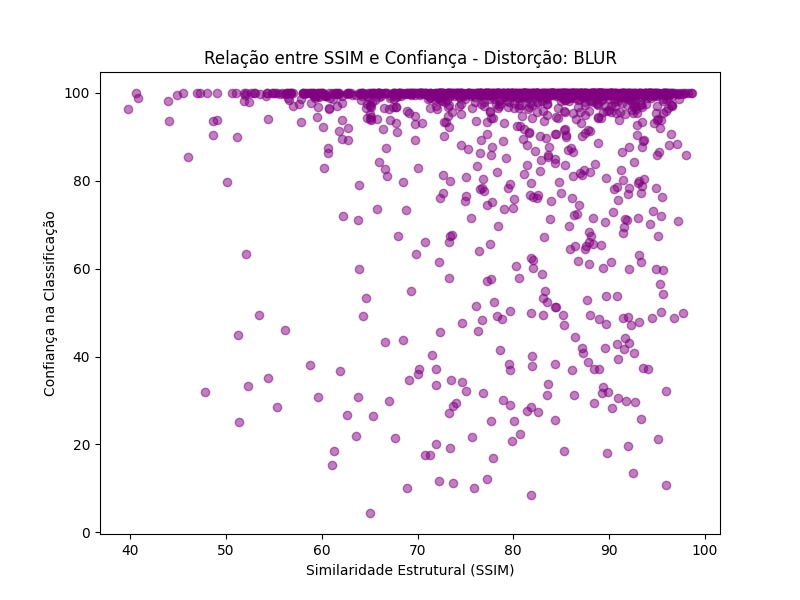 Relação entre SSIM e Confiança - Distorção: BLUR
100
80
60
40
20
0
Confiança na Classificação
40 50 60 70 80 90 100
Similaridade Estrutural (SSIM)